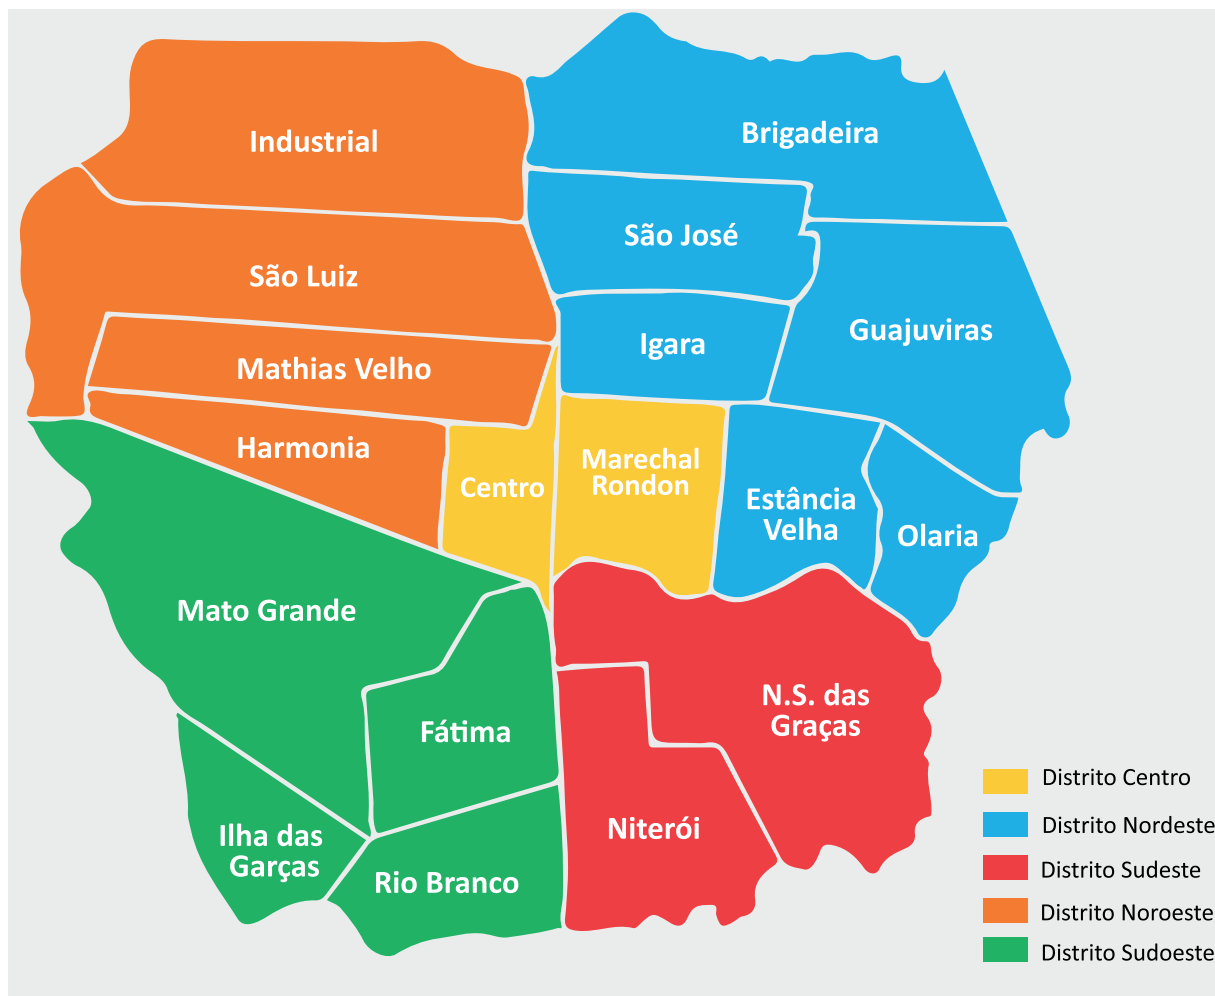 Industrial
Brigadeira
São José
São Luiz
Guajuviras
Igara
Mathias Velho
Harmonia
Centro
Marechal
Rondon
Estância
Velha
Olaria
Mato Grande
N.S. das
Graças
Fátima
Niterói
Ilha das
Garças
Rio Branco
Distrito Centro
Distrito Nordeste
Distrito Sudeste
Distrito Noroeste
Distrito Sudoeste